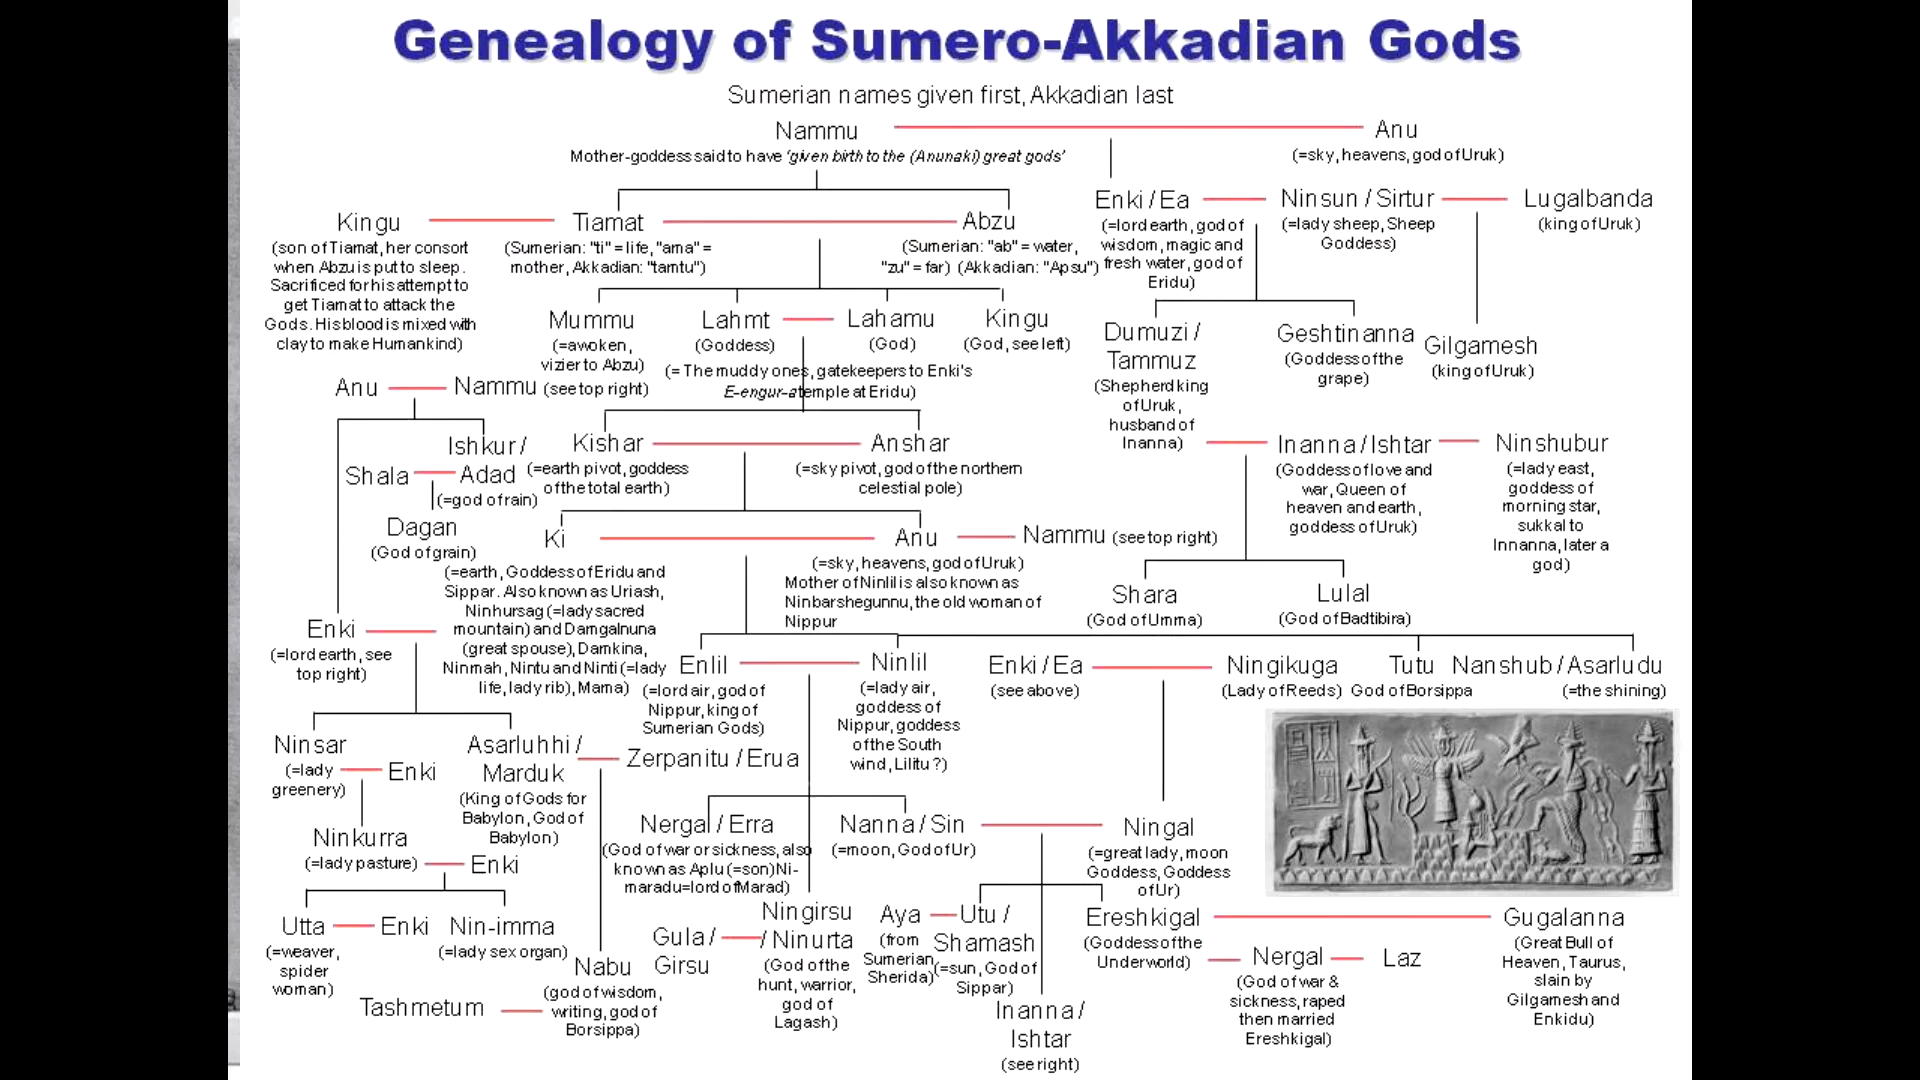 Genealogy of Sumero-Akkadian Gods
Sumerian names given first, Akkadian last
Nammu
Mother-goddess said to have 'given birth to the (Anunaki) great gods'
Anu
(=sky, heavens, god of Uruk)
Kingu
(son of Tiamat, her consort
when Abzu is put to sleep.
Sacrificed for his attempt to
get Tiamat to attack the
Gods. His blood is mixed with
clay to make Humankind)
Tiamat
(Sumerian: "ti" = life, "ama" =
mother, Akkadian: "tamtu")
Abzu
(Sumerian: "ab" = water,
"zu" = far) (Akkadian: "Apsu")
Enki / Ea
(=lord earth, god of
wisdom, magic and
fresh water, god of
Eridu)
Ninsun / Sirtur
(=lady sheep, Sheep
Goddess)
Lugalbanda
(king of Uruk)
Mummu
(=awoken,
vizier to Abzu)
Lahmt
(Goddess)
Lahamu
(God)
(= The muddy ones, gatekeepers to Enki's
E-engur-a temple at Eridu)
Kingu
(God, see left)
Dumuzi /
Tammuz
(Shepherd king
of Uruk,
husband of
Inanna)
Geshtinanna
(Goddess of the
grape)
Gilgamesh
(king of Uruk)
Anu
Nammu (see top right)
Ishkur /
Adad
(=god of rain)
Shala
Dagan
(God of grain)
Kishar
(=earth pivot, goddess
of the total earth)
Anshar
(=sky pivot, god of the northern
celestial pole)
Inanna / Ishtar
(Goddess of love and
war, Queen of
heaven and earth,
goddess of Uruk)
Ninshubur
(=lady east,
goddess of
morning star,
sukkal to
Innanna, later a
god)
Ki
(=earth, Goddess of Eridu and
Sippar. Also known as Uriash,
Ninhursag (=lady sacred
mountain) and Damgalnuna
(great spouse), Damkina,
Ninmah, Nintu and Ninti (=lady
life, lady rib), Mama)
Anu
(=sky, heavens, god of Uruk)
Mother of Ninlil is also known as
Ninbarshegunnu, the old woman of
Nippur
Nammu (see top right)
Shara
(God of Umma)
Lulal
(God of Badtibira)
Enki
(=lord earth, see
top right)
Enlil
(=lord air, god of
Nippur, king of
Sumerian Gods)
Ninlil
(=lady air,
goddess of
Nippur, goddess
of the South
wind, Lilitu?)
Enki / Ea
(see above)
Ningikuga
(Lady of Reeds)
Tutu
God of Borsippa
Nanshub / Asarludu
(=the shining)
Ninsar
(=lady
greenery)
Enki
Asarluhhi /
Marduk
(King of Gods for
Babylon, God of
Babylon)
Zerpanitu / Erua
Ninkurra
(=lady pasture)
Enki
Nergal / Erra
(God of war or sickness, also
known as Aplu (=son) Ni-
maradu=lord of Marad)
Nanna / Sin
(=moon, God of Ur)
Ningal
(=great lady, moon
Goddess, Goddess
of Ur)
Utta
(=weaver,
spider
woman)
Enki
Nin-imma
(=lady sex organ)
Nabu
(god of wisdom,
writing, god of
Borsippa)
Tashmetum
Gula /
Girsu
Ningirsu
/ Ninurta
(God of the
hunt, warrior,
god of
Lagash)
Aya
(from
Sumerian
Sherida)
Utu /
Shamash
(=sun, God of
Sippar)
Inanna /
Ishtar
(see right)
Ereshkigal
(Goddess of the
Underworld)
Nergal
(God of war &
sickness, raped
then married
Ereshkigal)
Laz
Gugalanna
(Great Bull of
Heaven, Taurus,
slain by
Gilgamesh and
Enkidu)